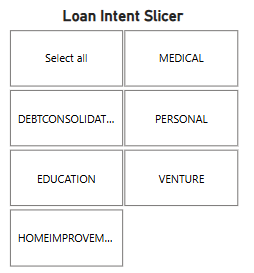 Loan Intent Slicer
Select all
MEDICAL
DEBTCONSOLIDAT...
PERSONAL
EDUCATION
VENTURE
HOMEIMPROVEM...